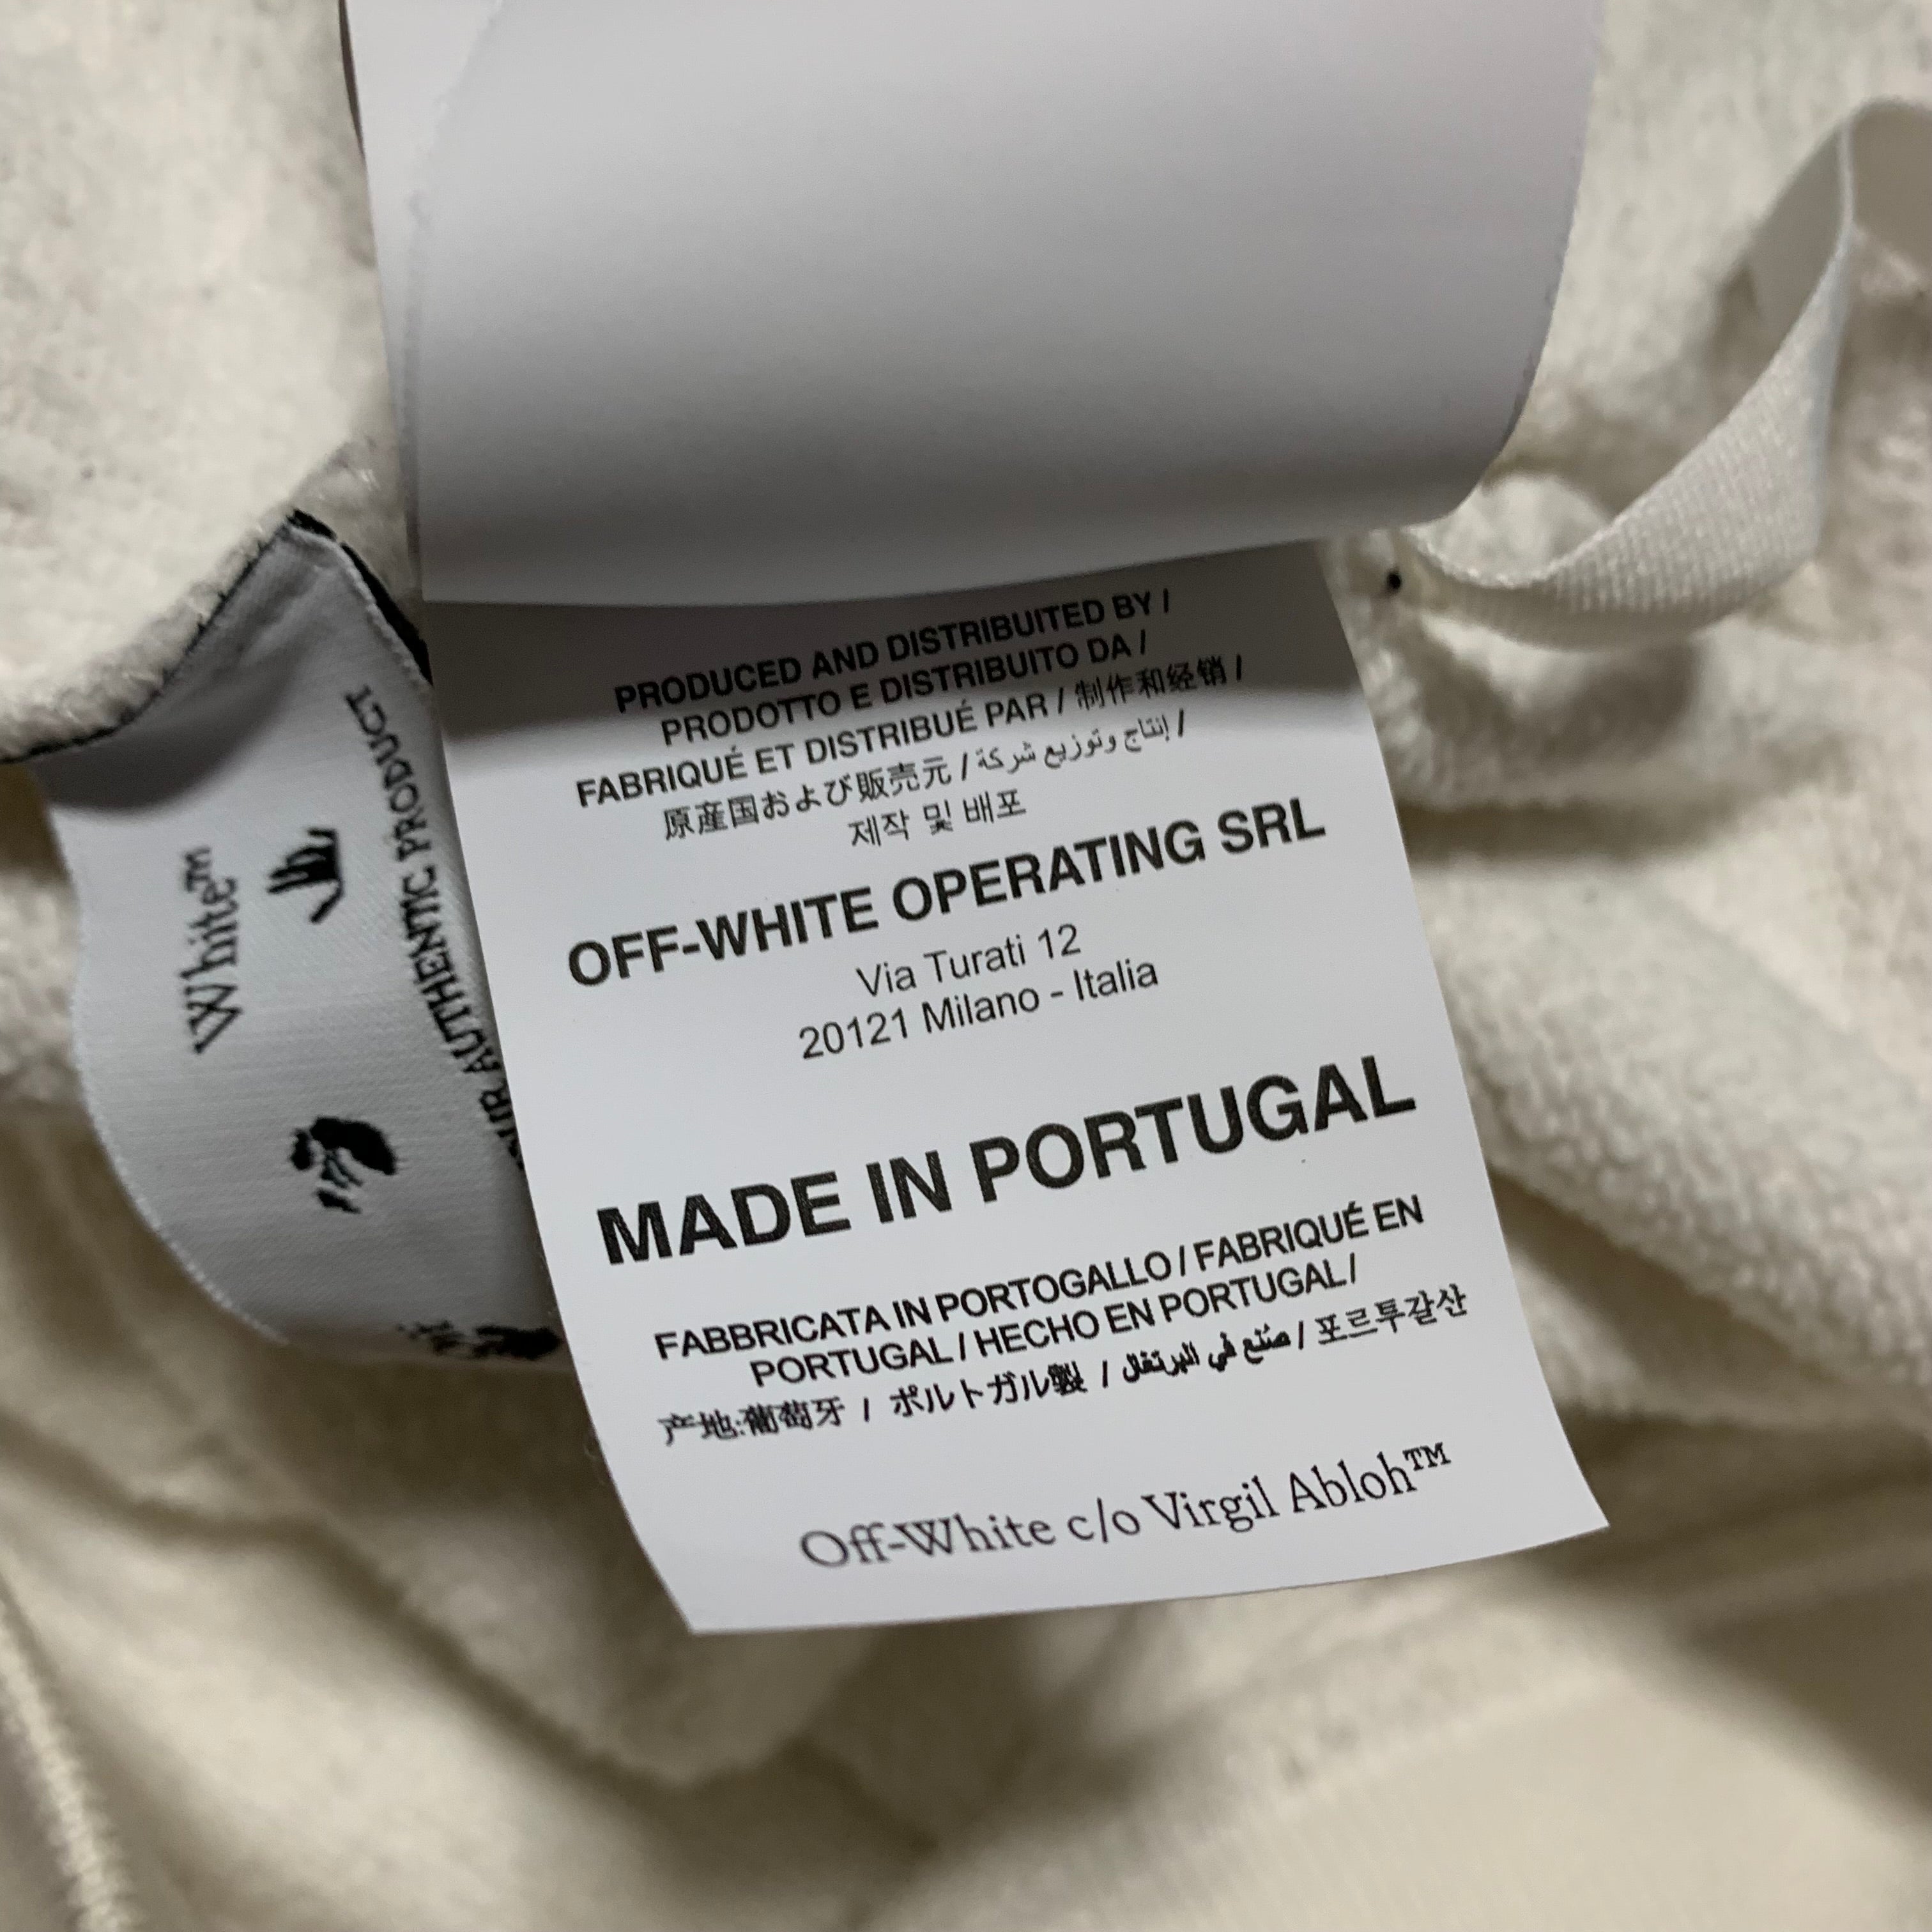 PRODUCED AND DISTRIBUITED BY /
PRODOTTO E DISTRIBUITO DA /
FABRIQUÉ ET DISTRIBUÉ PAR / 制作和经销 /
原産国および販売元 / إنتاج وتوزيع شركة /
제작 및 배포
OFF-WHITE OPERATING SRL
Via Turati 12
20121 Milano - Italia
MADE IN PORTUGAL
FABBRICATA IN PORTOGALLO / FABRIQUÉ EN
PORTUGAL / HECHO EN PORTUGAL /
产地:葡萄牙 / ポルトガル製 / صنع في البرتغال / 포르투갈산
Off-White c/o Virgil Abloh™
White™
AUTHENTIC PRODUCT